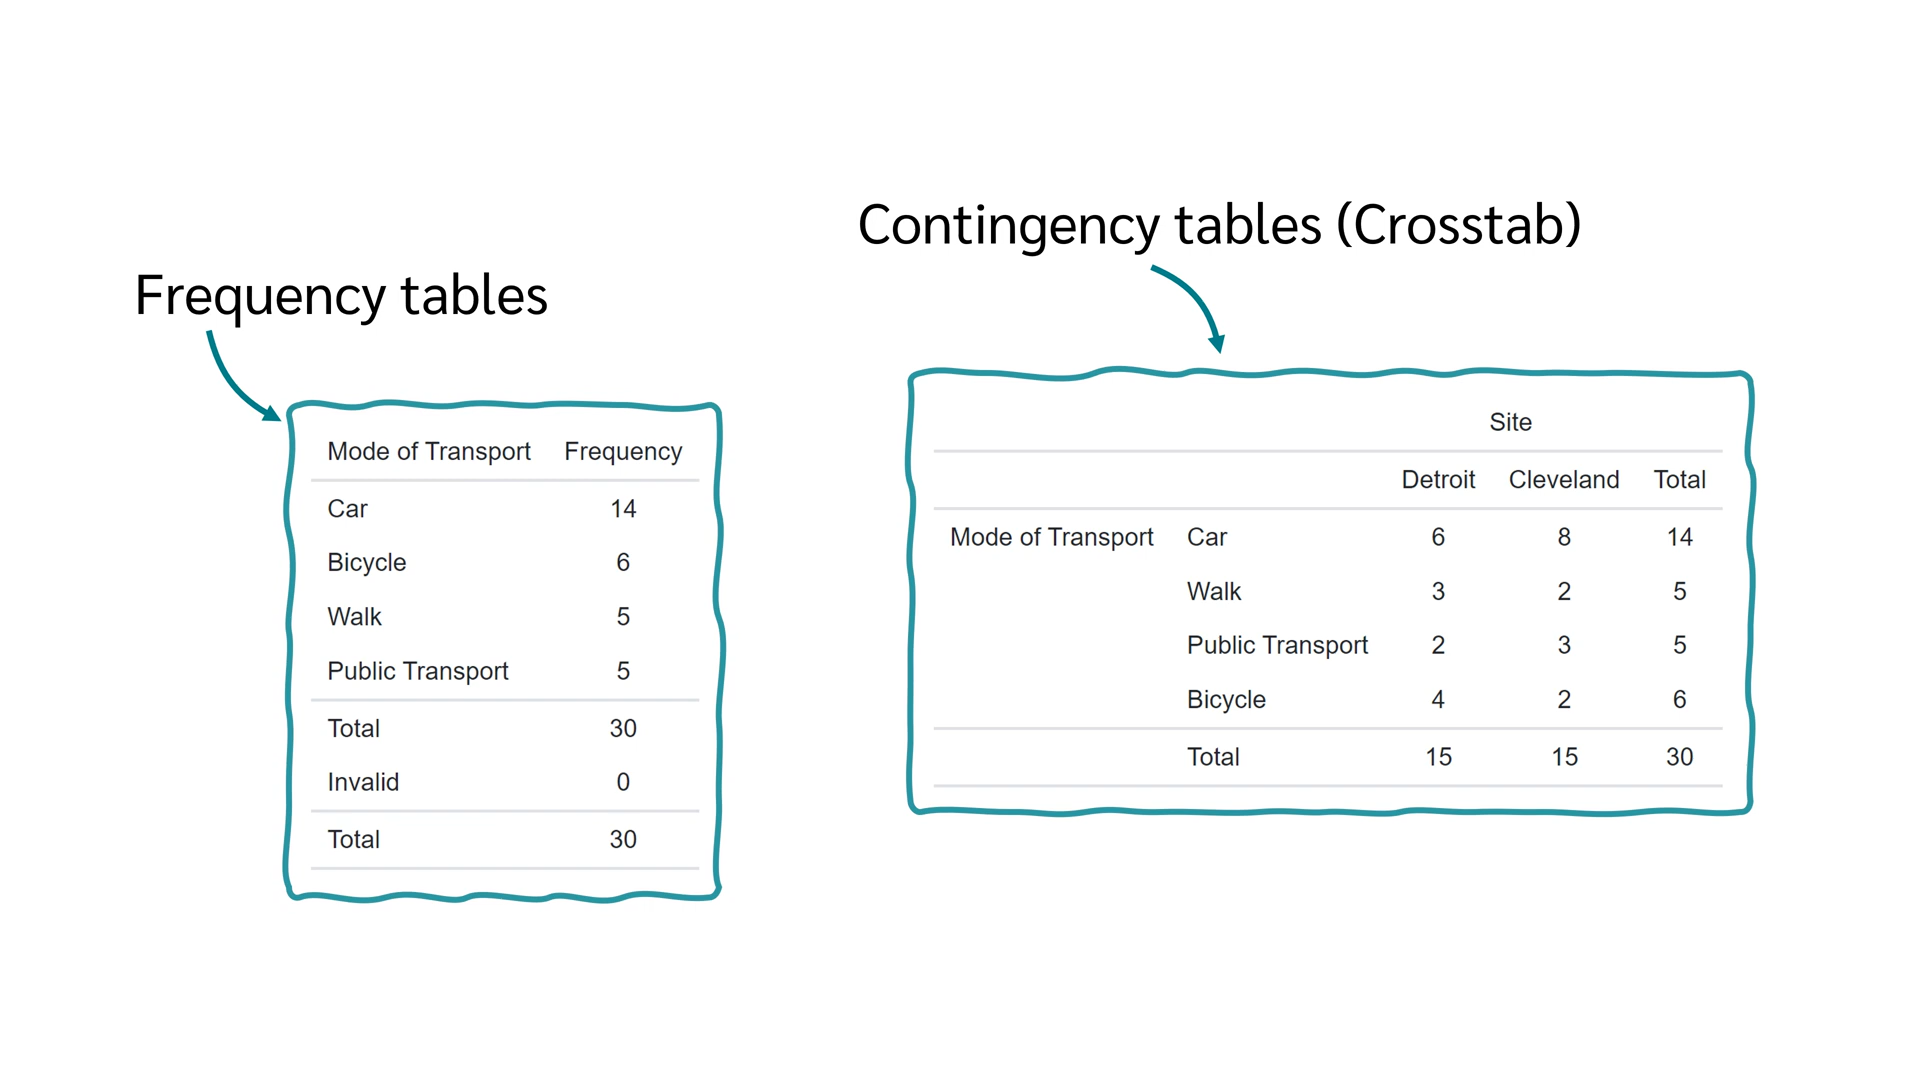 Frequency tables
Mode of Transport Frequency
Car 14
Bicycle 6
Walk 5
Public Transport 5
Total 30
Invalid 0
Total 30
Contingency tables (Crosstab)
Site
Detroit Cleveland Total
Mode of Transport Car 6 8 14
Walk 3 2 5
Public Transport 2 3 5
Bicycle 4 2 6
Total 15 15 30